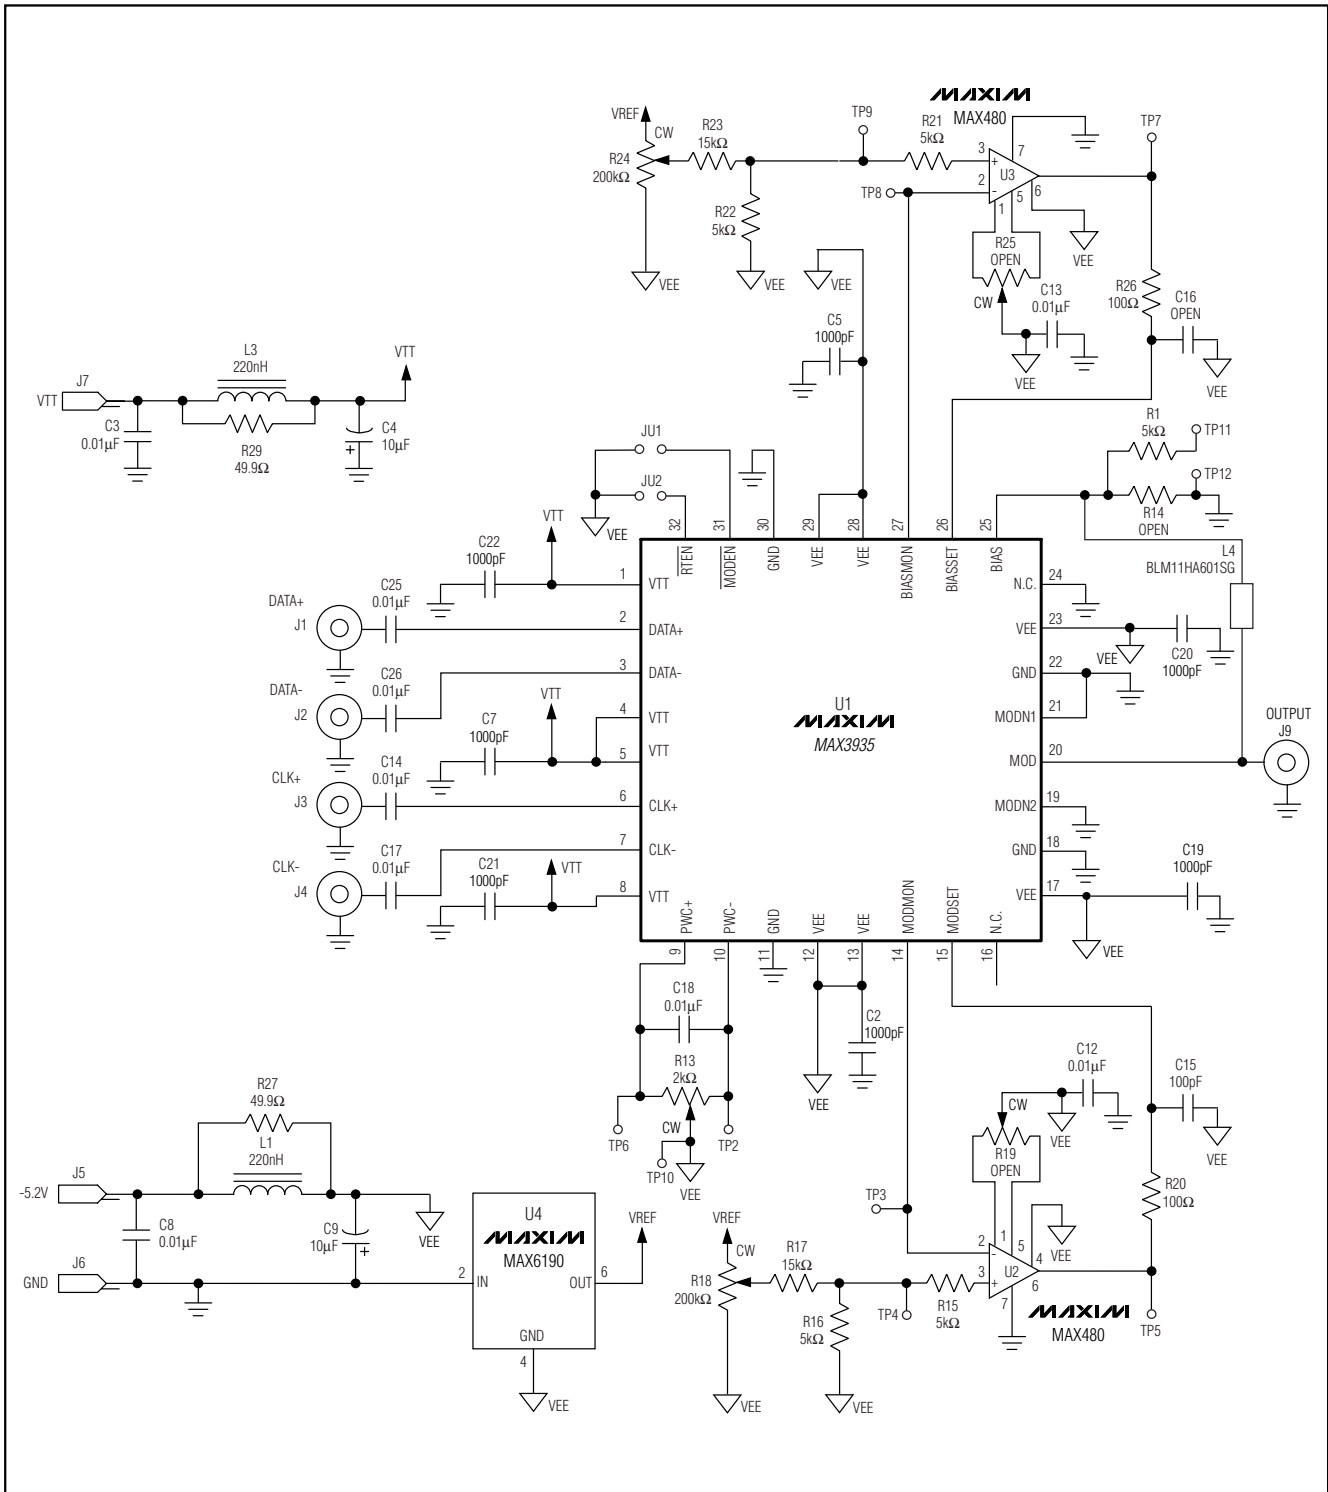 MAXIM
MAX480
VREF
CW
R24
200kΩ
R23
15kΩ
TP9
R21
5kΩ
3
+
2
-
U3
7
6
5
1
TP7
TP8
R22
5kΩ
VEE
VEE
VEE
VEE
R25
OPEN
CW
C13
0.01µF
VEE
R26
100Ω
C16
OPEN
VEE
C5
1000pF
L3
220nH
VTT
J7
VTT
C3
0.01µF
R29
49.9Ω
C4
10µF
+
JU1
JU2
VEE
R1
5kΩ
TP11
TP12
R14
OPEN
L4
BLM11HA601SG
32
31
30
29
28
27
26
25
RTEN
MODEN
GND
VEE
VEE
BIASMON
BIASSET
BIAS
VTT
C22
1000pF
1
VTT
DATA+
J1
C25
0.01µF
2
DATA+
DATA-
J2
C26
0.01µF
3
DATA-
VTT
C7
1000pF
4
VTT
5
VTT
CLK+
J3
C14
0.01µF
6
CLK+
CLK-
J4
C17
0.01µF
7
CLK-
C21
1000pF
VTT
8
VTT
U1
MAXIM
MAX3935
N.C.
24
VEE
23
VEE
C20
1000pF
GND
22
MODN1
21
MOD
20
OUTPUT
J9
MODN2
19
GND
18
VEE
17
VEE
C19
1000pF
PWC+
PWC-
GND
VEE
VEE
MODMON
MODSET
N.C.
9
10
11
12
13
14
15
16
C18
0.01µF
R13
2kΩ
CW
TP6
TP10
TP2
VEE
VEE
C2
1000pF
C12
0.01µF
CW
VEE
R19
OPEN
C15
100pF
VEE
R20
100Ω
R27
49.9Ω
L1
220nH
J5
-5.2V
C8
0.01µF
C9
10µF
+
VEE
J6
GND
U4
MAXIM
MAX6190
2
IN
OUT
6
GND
4
VEE
VREF
VREF
CW
R18
200kΩ
R17
15kΩ
R16
5kΩ
VEE
VEE
TP3
TP4
R15
5kΩ
2
-
3
+
U2
1
5
4
6
7
VEE
MAXIM
MAX480
TP5